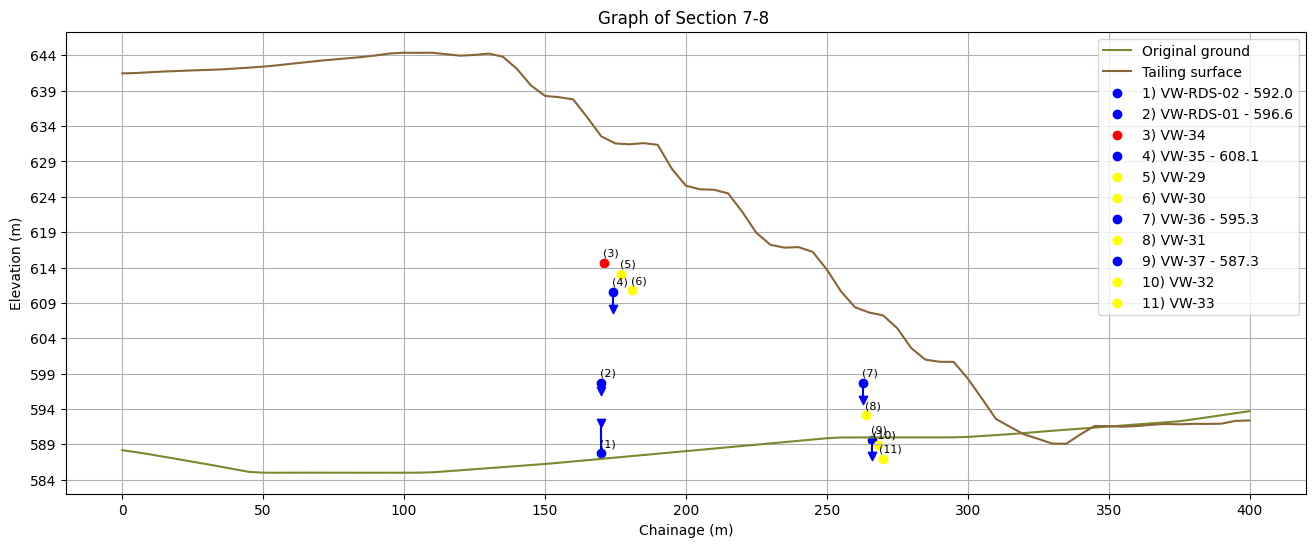 Graph of Section 7-8
Elevation (m)
644
639
634
629
624
619
614
609
604
599
594
589
584
Original ground
Tailing surface
1) VW-RDS-02 - 592.0
2) VW-RDS-01 - 596.6
3) VW-34
4) VW-35 - 608.1
5) VW-29
6) VW-30
7) VW-36 - 595.3
8) VW-31
9) VW-37 - 587.3
10) VW-32
11) VW-33
(3)
(5)
(4)
(6)
(2)
(7)
(8)
(9)
(1)
(10)
(11)
0
50
100
150
200
250
300
350
400
Chainage (m)